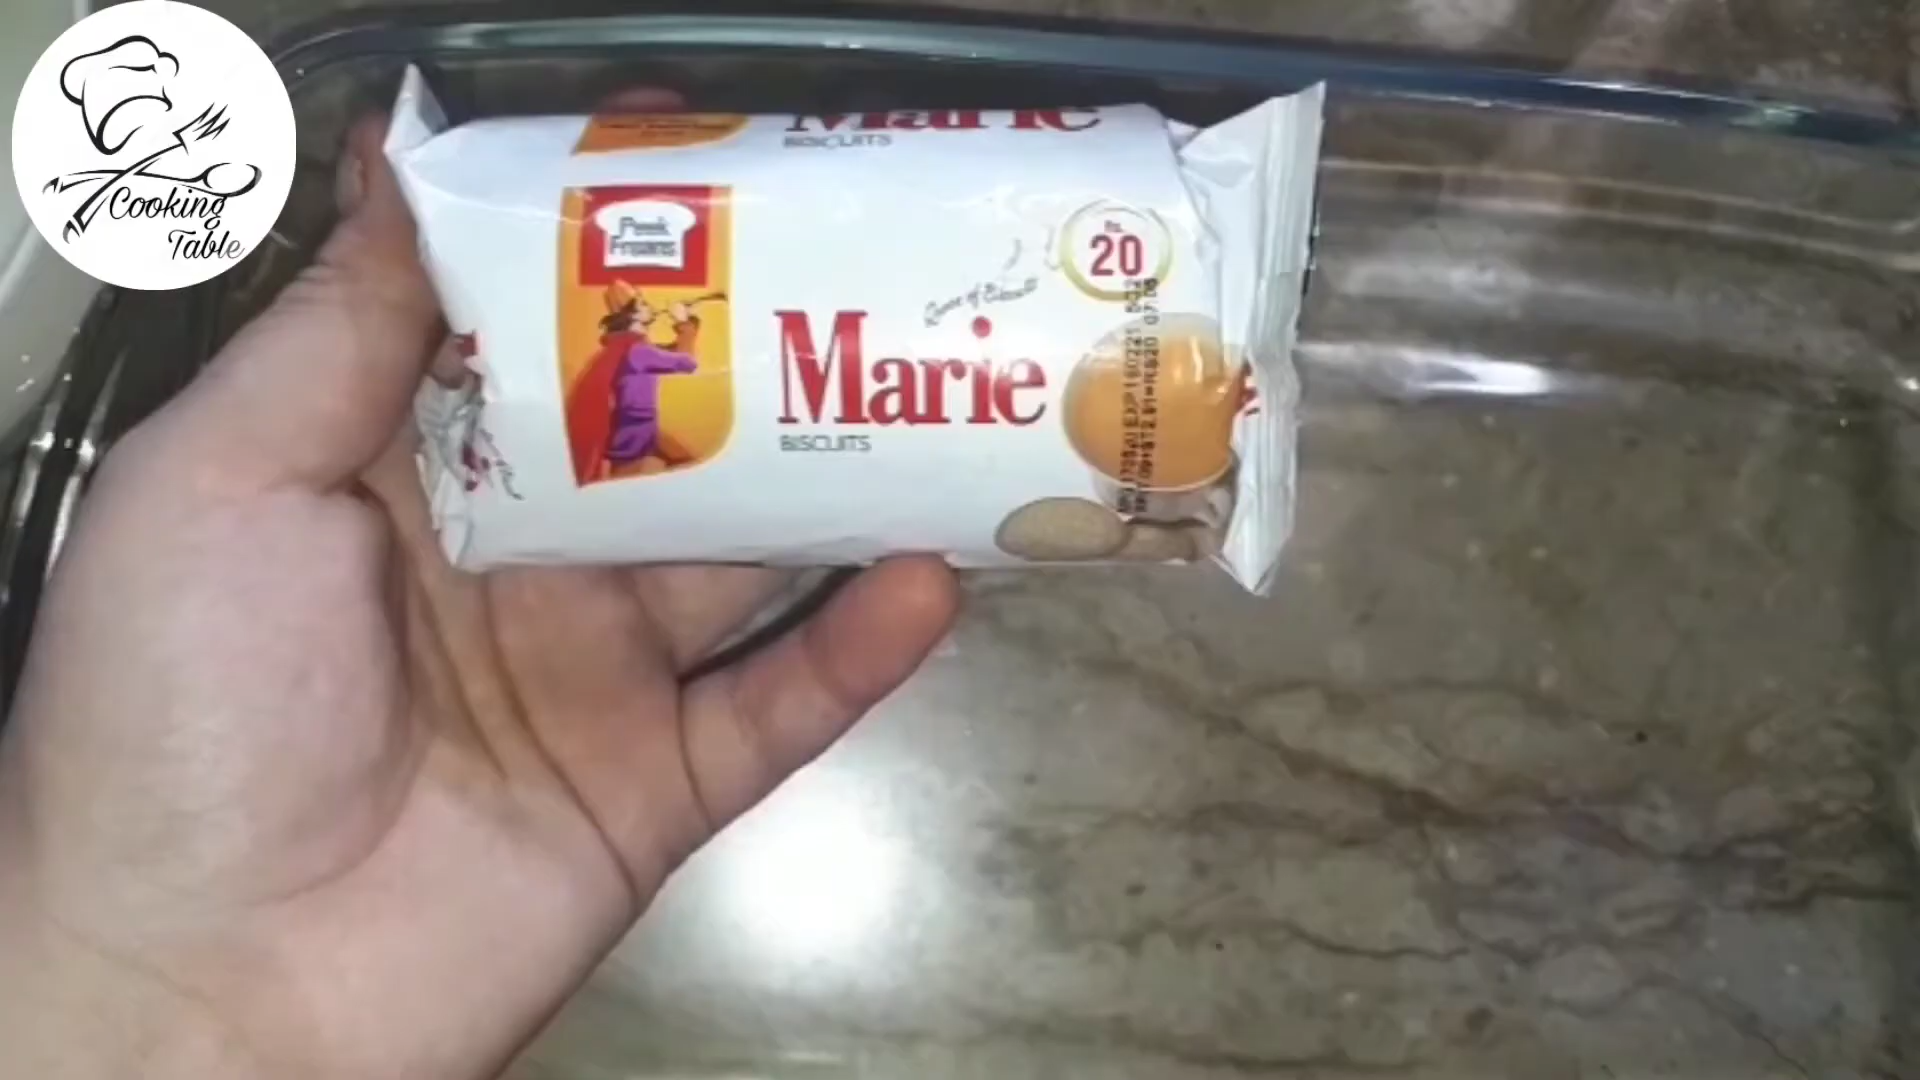 Cooking
Table
Marie
BISCUITS
Peek
Freans
Rs.
20
Marie
BISCUITS